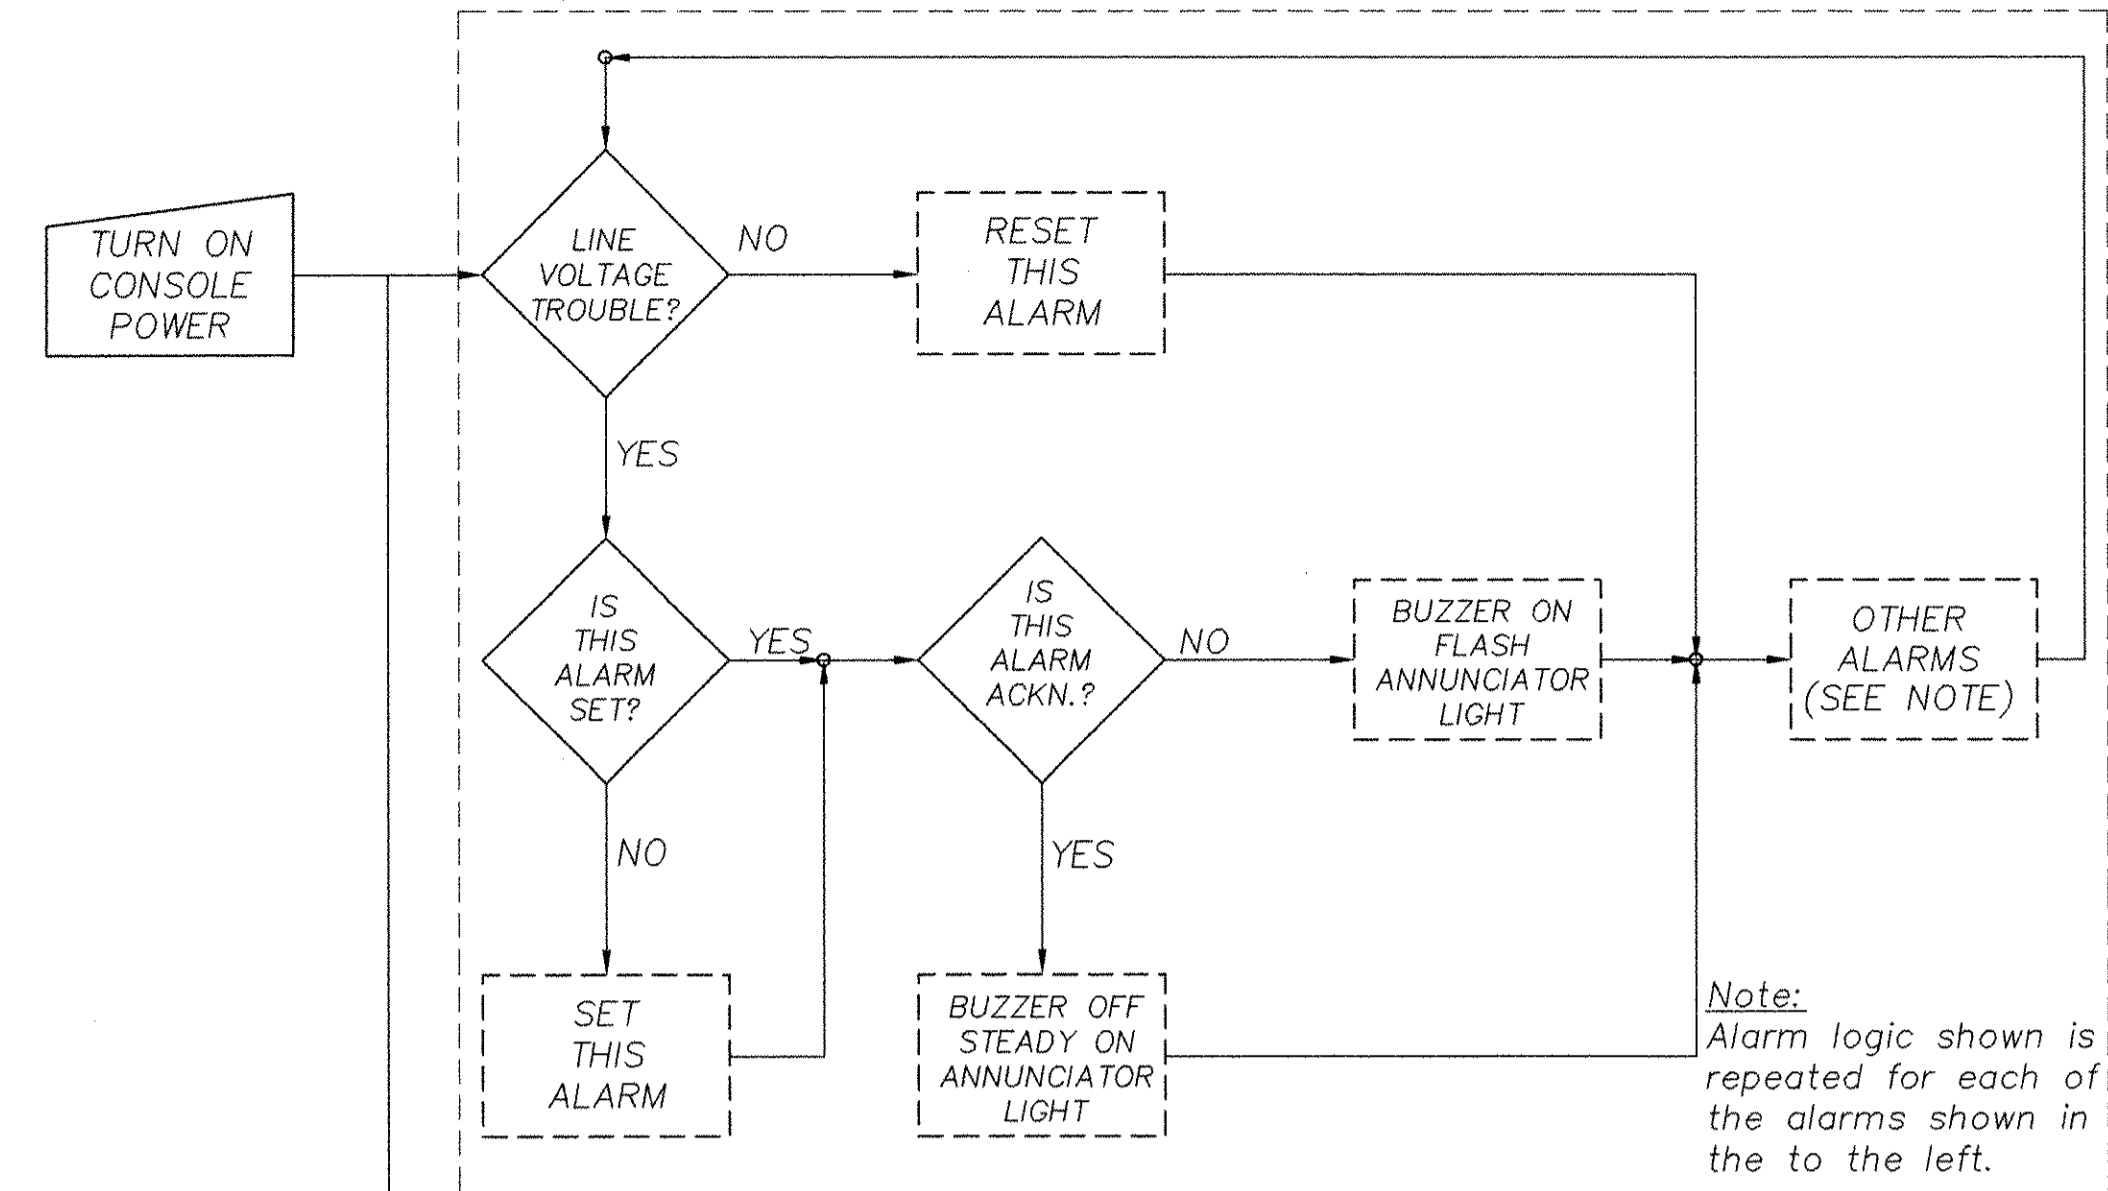 TURN ON
CONSOLE
POWER
LINE
VOLTAGE
TROUBLE?
NO
RESET
THIS
ALARM
YES
IS
THIS
ALARM
SET?
YES
IS
THIS
ALARM
ACKN.?
NO
BUZZER ON
FLASH
ANNUNCIATOR
LIGHT
OTHER
ALARMS
(SEE NOTE)
NO
YES
SET
THIS
ALARM
BUZZER OFF
STEADY ON
ANNUNCIATOR
LIGHT
Note:
Alarm logic shown is
repeated for each of
the alarms shown in
the to the left.